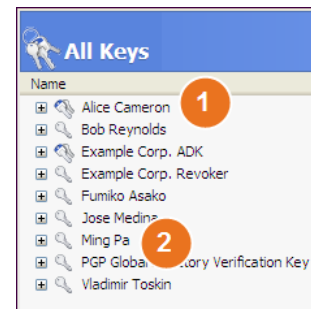 All Keys
Name
Alice Cameron
1
Bob Reynolds
Example Corp. ADK
Example Corp. Revoker
Fumiko Asako
Jose Medina
Ming Pa
2
PGP Global tory Verification Key
Vladimir Toskin